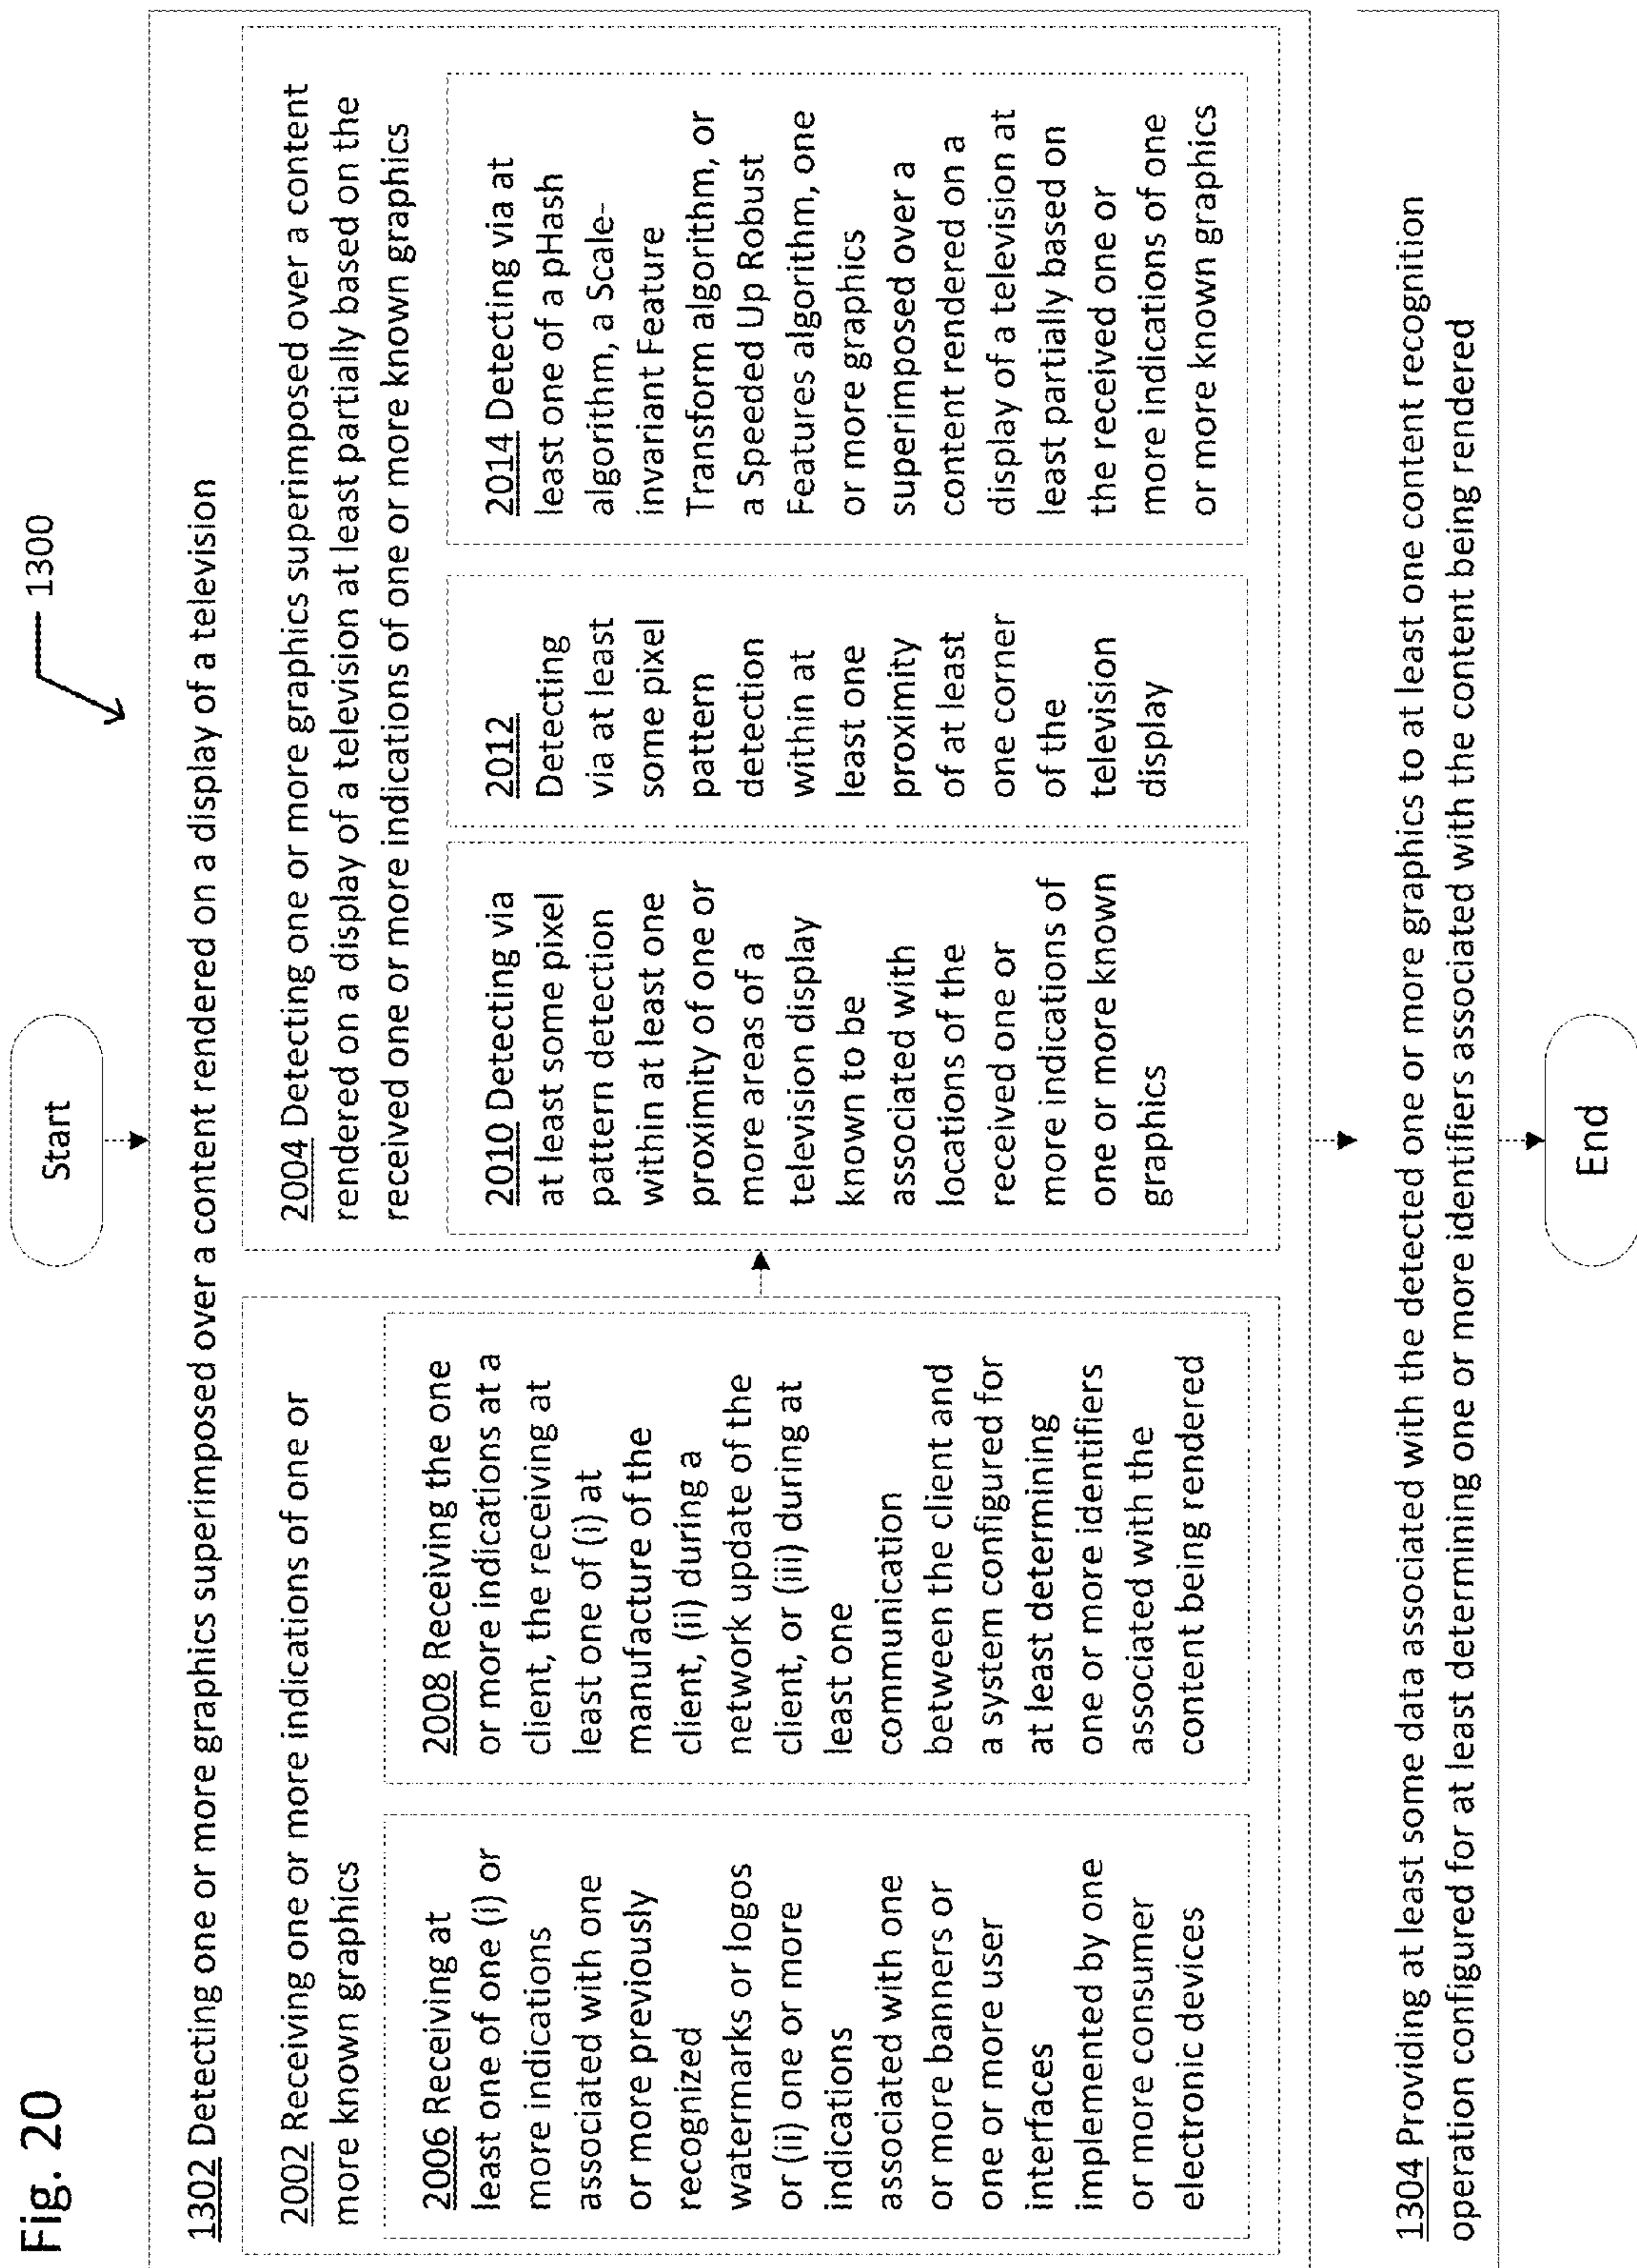 Fig. 20
1300
Start
1302 Detecting one or more graphics superimposed over a content rendered on a display of a television
2002 Receiving one or more indications of one or
more known graphics
2006 Receiving at
least one of one (i) or
more indications
associated with one
or more previously
recognized
watermarks or logos
or (ii) one or more
indications
associated with one
or more banners or
one or more user
interfaces
implemented by one
or more consumer
electronic devices
2008 Receiving the one
or more indications at a
client, the receiving at
least one of (i) at
manufacture of the
client, (ii) during a
network update of the
client, or (iii) during at
least one
communication
between the client and
a system configured for
at least determining
one or more identifiers
associated with the
content being rendered
2004 Detecting one or more graphics superimposed over a content
rendered on a display of a television at least partially based on the
received one or more indications of one or more known graphics
2010 Detecting via
at least some pixel
pattern detection
within at least one
proximity of one or
more areas of a
television display
known to be
associated with
locations of the
received one or
more indications of
one or more known
graphics
2012
Detecting
via at least
some pixel
pattern
detection
within at
least one
proximity
of at least
one corner
of the
television
display
2014 Detecting via at
least one of a pHash
algorithm, a Scale-
invariant Feature
Transform algorithm, or
a Speeded Up Robust
Features algorithm, one
or more graphics
superimposed over a
content rendered on a
display of a television at
least partially based on
the received one or
more indications of one
or more known graphics
1304 Providing at least some data associated with the detected one or more graphics to at least one content recognition
operation configured for at least determining one or more identifiers associated with the content being rendered
End